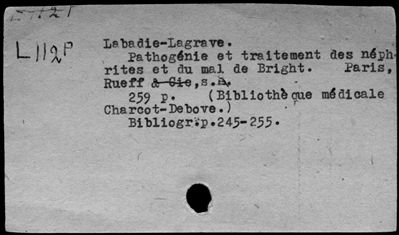 L112P
Labadie-Lagrave.
Pathogénie et traitement des néph-
rites et du mal de Bright. Paris,
Rueff & Cie,s.a.
259 p. (Bibliothèque médicale
Charcot-Debove.)
Bibliogr.p.245-255.